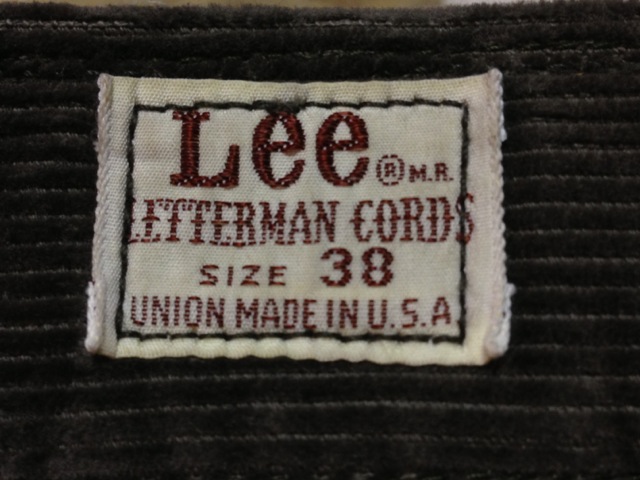 Lee ® M.R.
LETTERMAN CORDS
SIZE 38
UNION MADE IN U.S.A